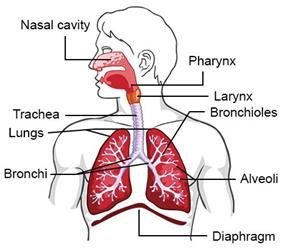 Nasal cavity
Pharynx
Larynx
Trachea
Bronchioles
Lungs
Bronchi
Alveoli
Diaphragm